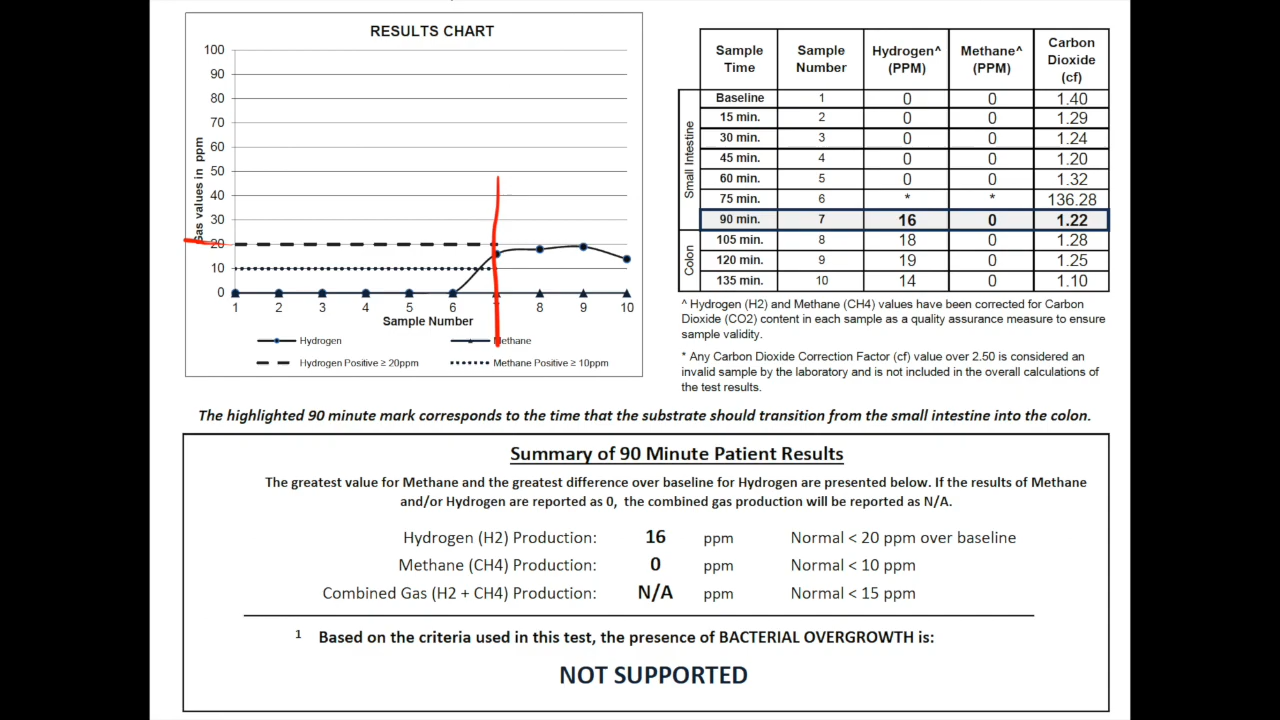 RESULTS CHART
100
90
80
70
60
50
40
30
20
10
0
Gas values in ppm
1 2 3 4 5 6 7 8 9 10
Sample Number
Hydrogen Methane
Hydrogen Positive ≥ 20ppm Methane Positive ≥ 10ppm
Sample Time Sample Number Hydrogen^ (PPM) Methane^ (PPM) Carbon Dioxide (cf)
Small Intestine
Baseline 1 0 0 1.40
15 min. 2 0 0 1.29
30 min. 3 0 0 1.24
45 min. 4 0 0 1.20
60 min. 5 0 0 1.32
75 min. 6 * * 136.28
90 min. 7 16 0 1.22
Colon
105 min. 8 18 0 1.28
120 min. 9 19 0 1.25
135 min. 10 14 0 1.10
^ Hydrogen (H2) and Methane (CH4) values have been corrected for Carbon
Dioxide (CO2) content in each sample as a quality assurance measure to ensure
sample validity.
* Any Carbon Dioxide Correction Factor (cf) value over 2.50 is considered an
invalid sample by the laboratory and is not included in the overall calculations of
the test results.
The highlighted 90 minute mark corresponds to the time that the substrate should transition from the small intestine into the colon.
Summary of 90 Minute Patient Results
The greatest value for Methane and the greatest difference over baseline for Hydrogen are presented below. If the results of Methane
and/or Hydrogen are reported as 0, the combined gas production will be reported as N/A.
Hydrogen (H2) Production: 16 ppm Normal < 20 ppm over baseline
Methane (CH4) Production: 0 ppm Normal < 10 ppm
Combined Gas (H2 + CH4) Production: N/A ppm Normal < 15 ppm
1 Based on the criteria used in this test, the presence of BACTERIAL OVERGROWTH is:
NOT SUPPORTED